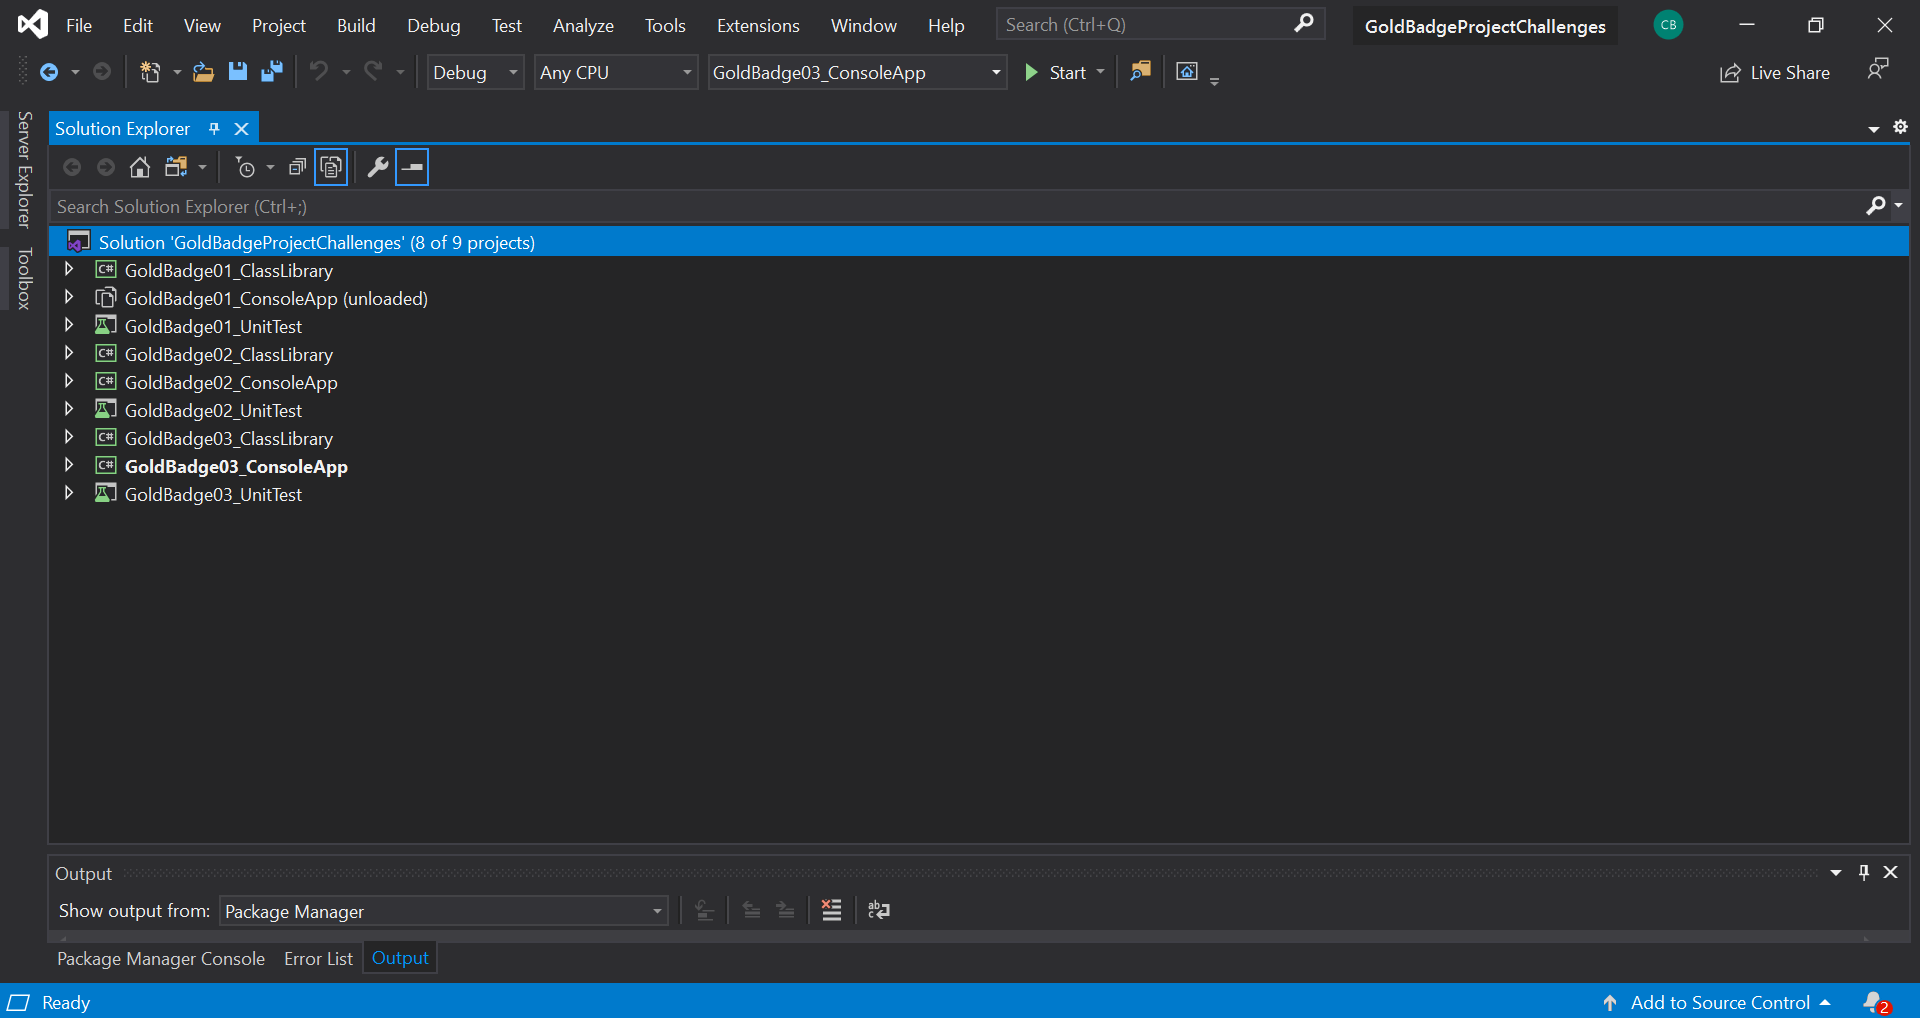 File Edit View Project Build Debug Test Analyze Tools Extensions Window Help Search (Ctrl+Q) GoldBadgeProjectChallenges CB
Debug Any CPU GoldBadge03_ConsoleApp Start Live Share
Server Explorer
Toolbox
Solution Explorer
Search Solution Explorer (Ctrl+;)
Solution 'GoldBadgeProjectChallenges' (8 of 9 projects)
C# GoldBadge01_ClassLibrary
GoldBadge01_ConsoleApp (unloaded)
GoldBadge01_UnitTest
C# GoldBadge02_ClassLibrary
C# GoldBadge02_ConsoleApp
GoldBadge02_UnitTest
C# GoldBadge03_ClassLibrary
C# GoldBadge03_ConsoleApp
GoldBadge03_UnitTest
Output
Show output from: Package Manager
Package Manager Console Error List Output
Ready Add to Source Control 2